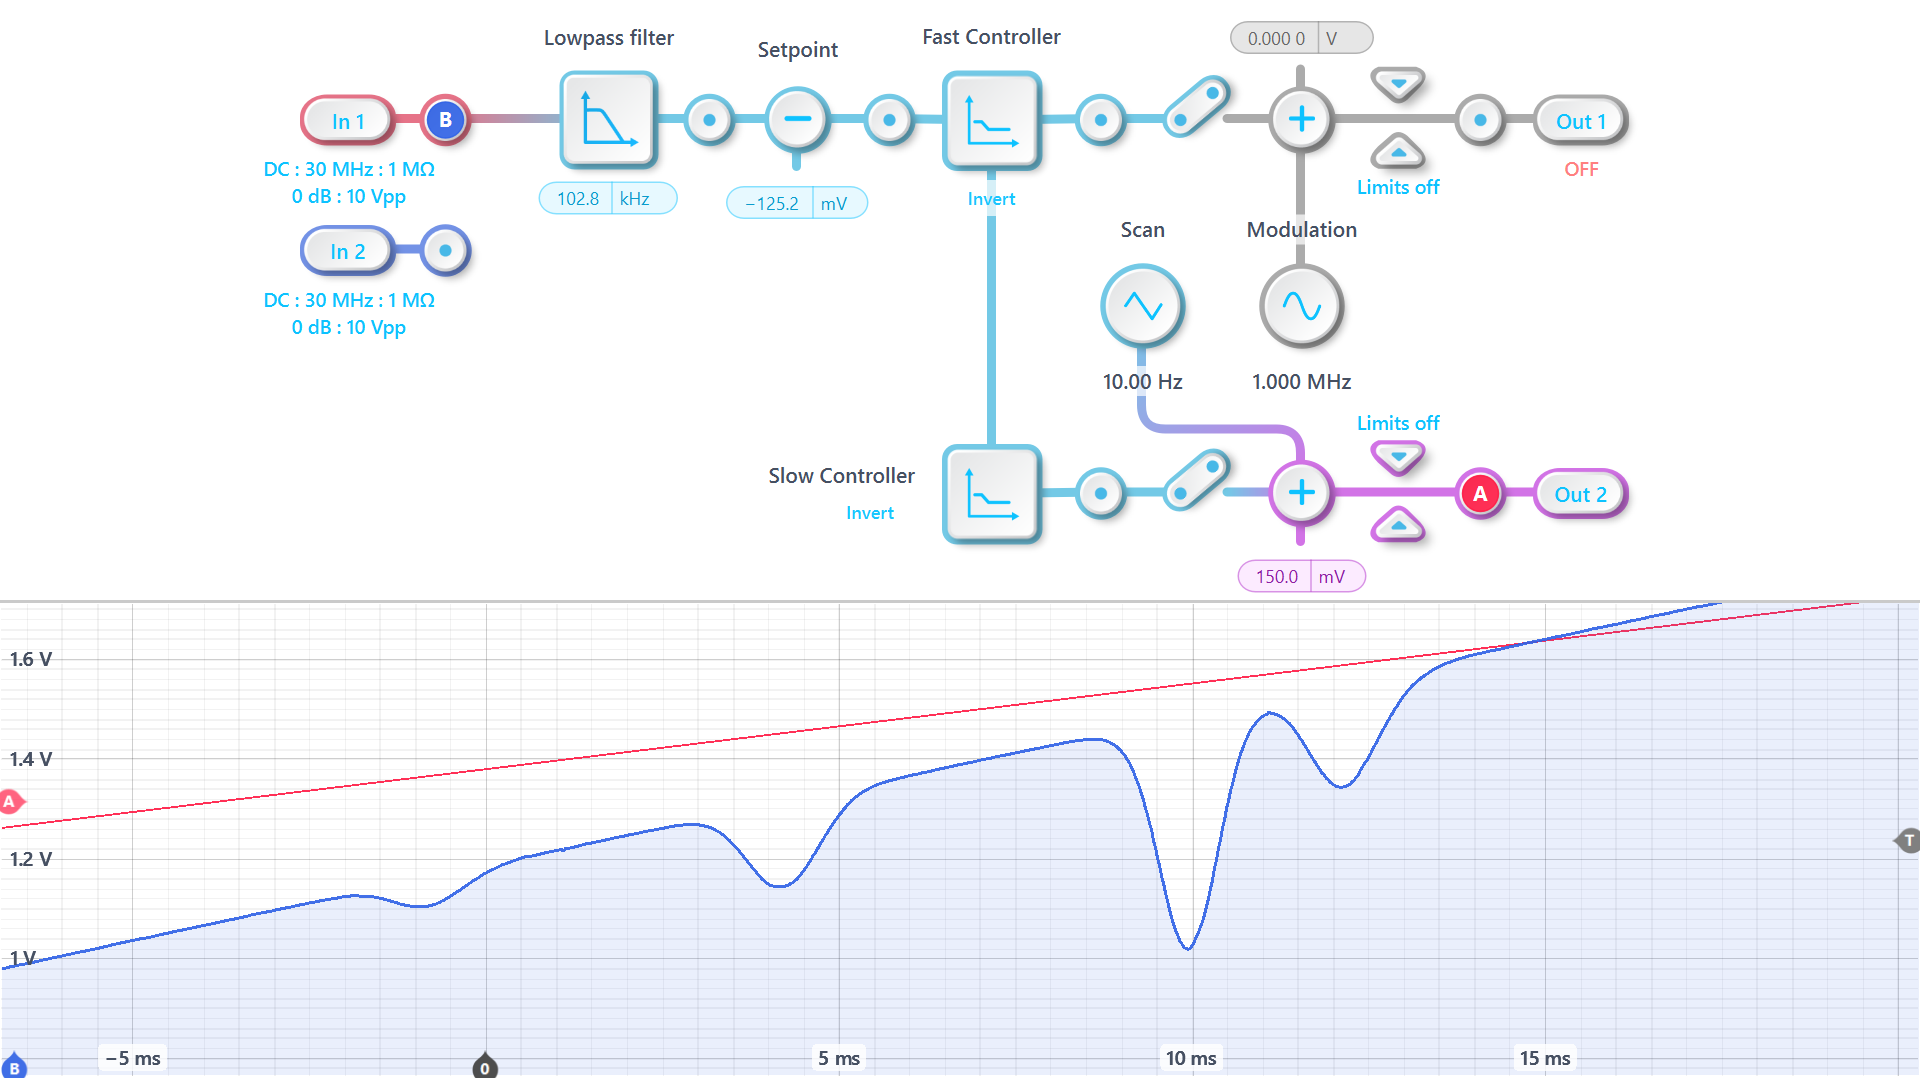 Lowpass filter
Setpoint
Fast Controller
0.000 0 V
In 1
B
Out 1
DC : 30 MHz : 1 MΩ
0 dB : 10 Vpp
102.8 kHz
−125.2 mV
Invert
Limits off
OFF
In 2
DC : 30 MHz : 1 MΩ
0 dB : 10 Vpp
Scan
Modulation
10.00 Hz
1.000 MHz
Limits off
Slow Controller
Invert
A
Out 2
150.0 mV
1.6 V
1.4 V
A
T
1.2 V
1 V
−5 ms
5 ms
10 ms
15 ms
B
0